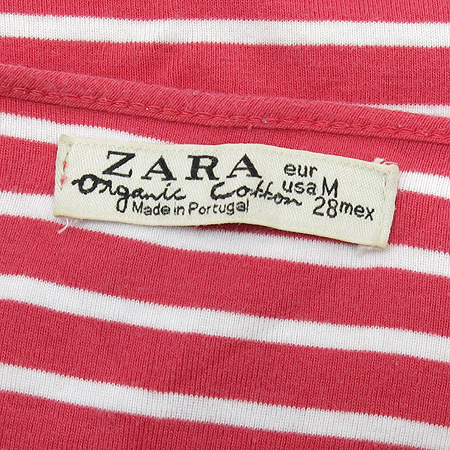 ZARA
Organic Cotton
Made in Portugal
eur
usa M
28mex